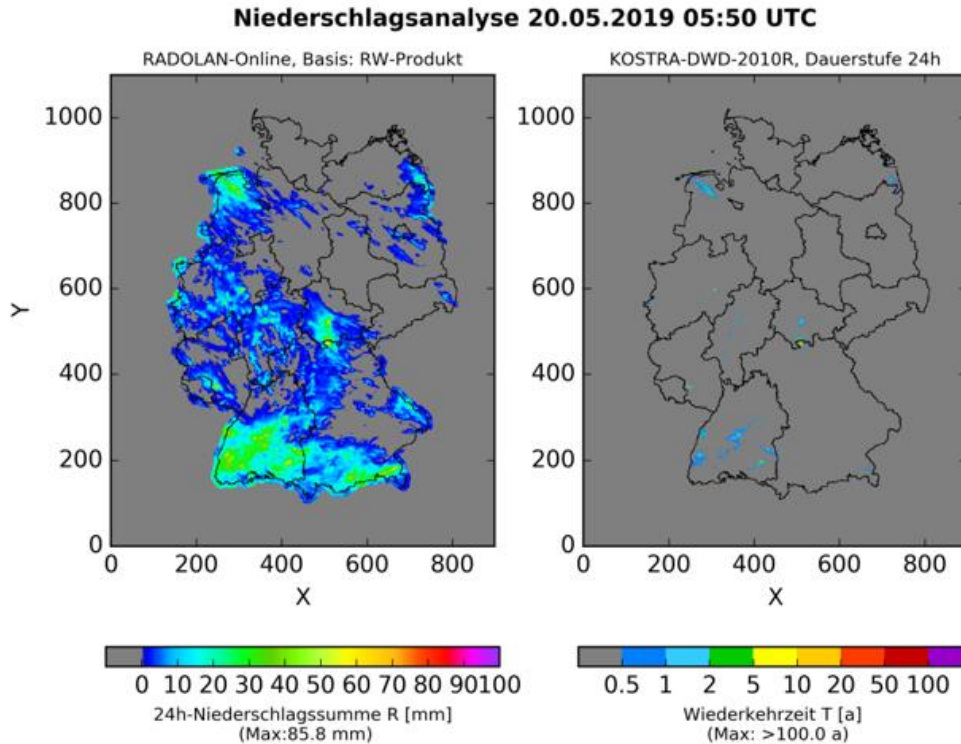 Niederschlagsanalyse 20.05.2019 05:50 UTC
RADOLAN-Online, Basis: RW-Produkt
KOSTRA-DWD-2010R, Dauerstufe 24h
1000
800
600
400
200
0
Y
0 200 400 600 800
X
1000
800
600
400
200
0
0 200 400 600 800
X
0 10 20 30 40 50 60 70 80 90 100
24h-Niederschlagssumme R [mm]
(Max:85.8 mm)
0.5 1 2 5 10 20 50 100
Wiederkehrzeit T [a]
(Max: >100.0 a)